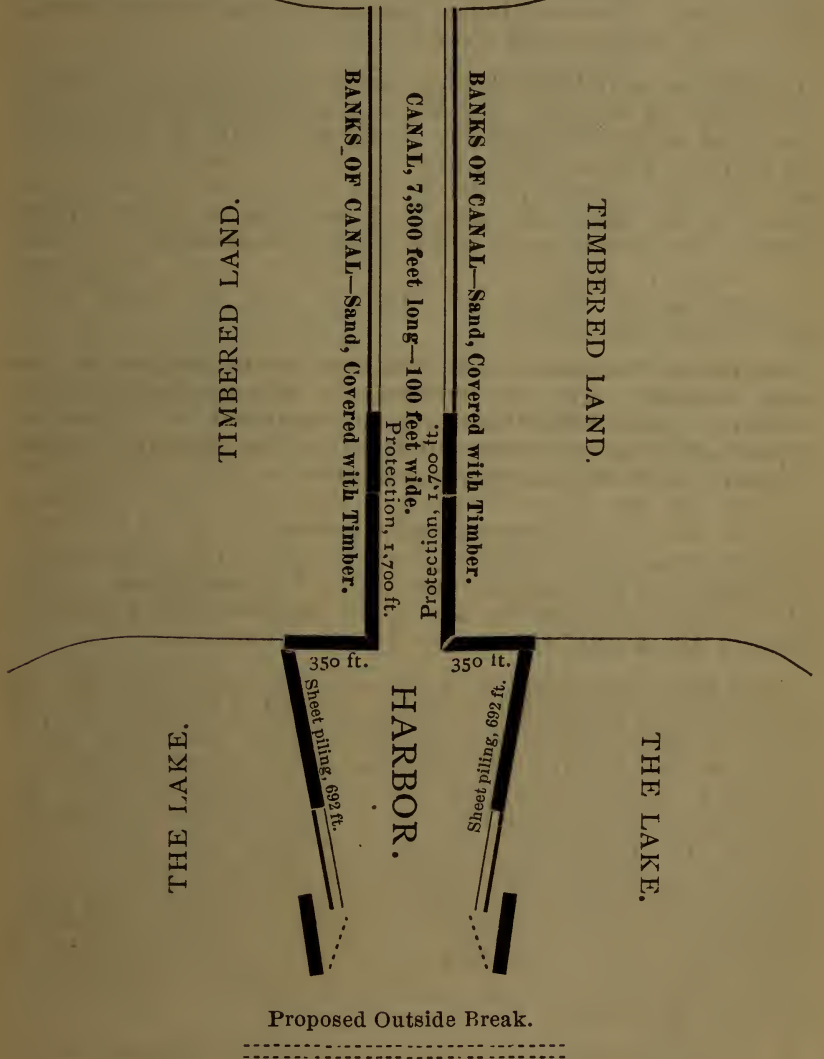 BANKS OF CANAL—Sand, Covered with Timber.
CANAL, 7,300 feet long—100 feet wide.
BANKS OF CANAL—Sand, Covered with Timber.
TIMBERED LAND.
TIMBERED LAND.
Protection, 1,700 ft.
Protection, 1,700 ft.
350 ft.
350 ft.
Sheet piling, 692 ft.
HARBOR.
Sheet piling, 692 ft.
THE LAKE.
THE LAKE.
Proposed Outside Break.